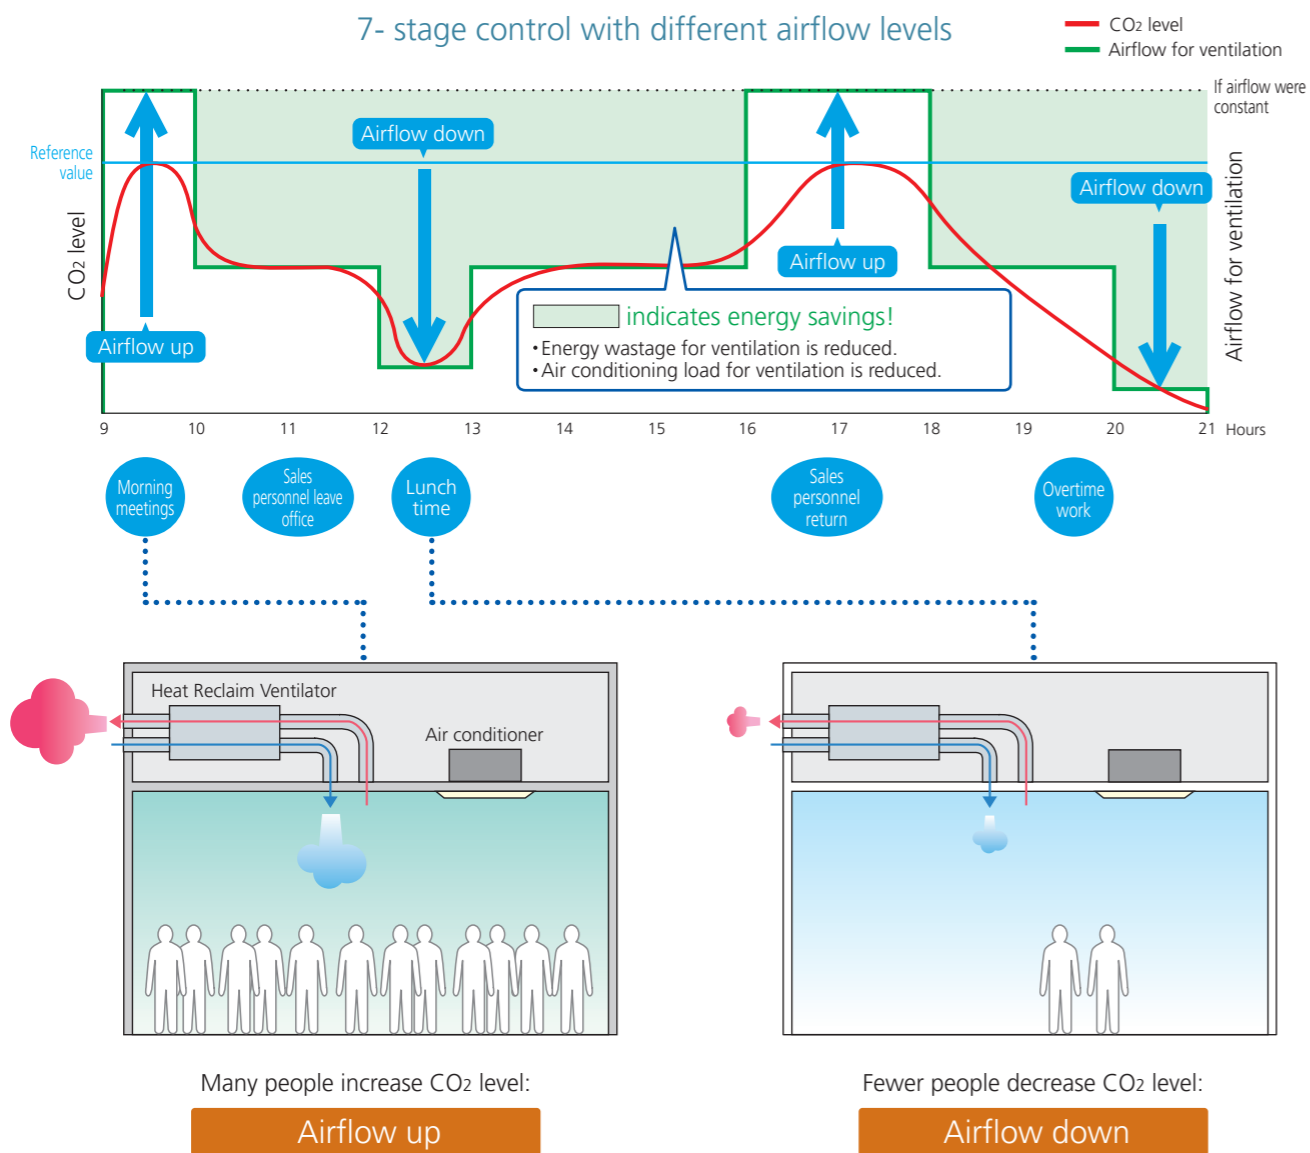 7- stage control with different airflow levels
CO2 level
Airflow for ventilation
If airflow were
constant
Airflow down
Reference
value
Airflow down
CO2 level
Airflow for ventilation
Airflow up
Airflow up
indicates energy savings!
•Energy wastage for ventilation is reduced.
•Air conditioning load for ventilation is reduced.
9 10 11 12 13 14 15 16 17 18 19 20 21 Hours
Morning
meetings
Sales
personnel leave
office
Lunch
time
Sales
personnel
return
Overtime
work
Heat Reclaim Ventilator
Air conditioner
Many people increase CO2 level:
Airflow up
Fewer people decrease CO2 level:
Airflow down